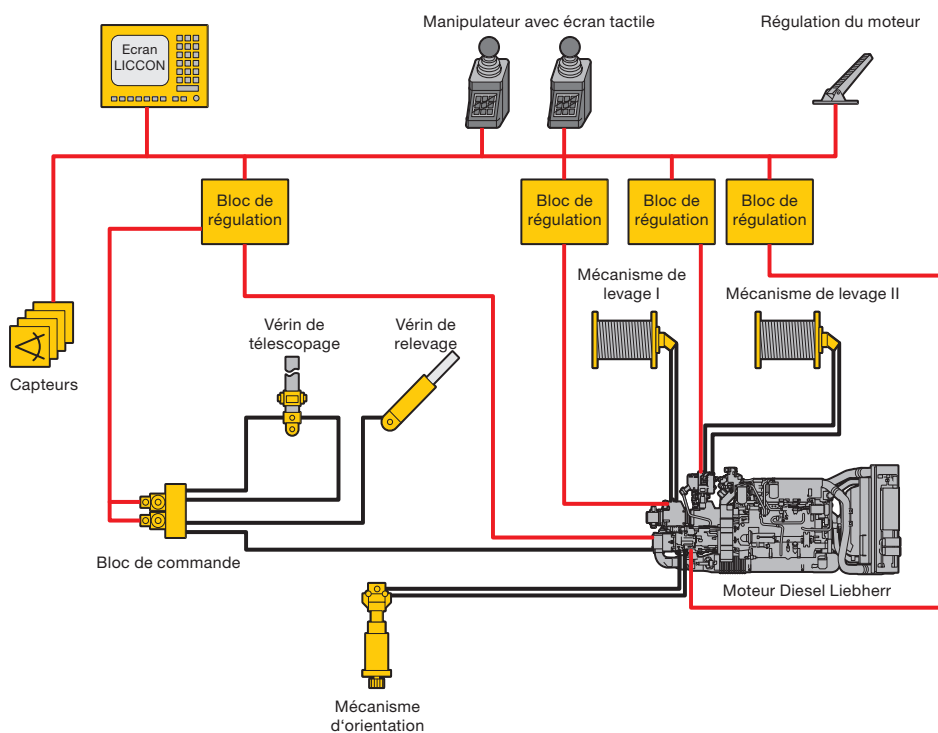 Manipulateur avec écran tactile
Régulation du moteur
Ecran
LICCON
Bloc de
régulation
Bloc de
régulation
Bloc de
régulation
Bloc de
régulation
Mécanisme de
levage I
Mécanisme de levage II
Vérin de
télescopage
Vérin de
relevage
Capteurs
Bloc de commande
Moteur Diesel Liebherr
Mécanisme
d‘orientation